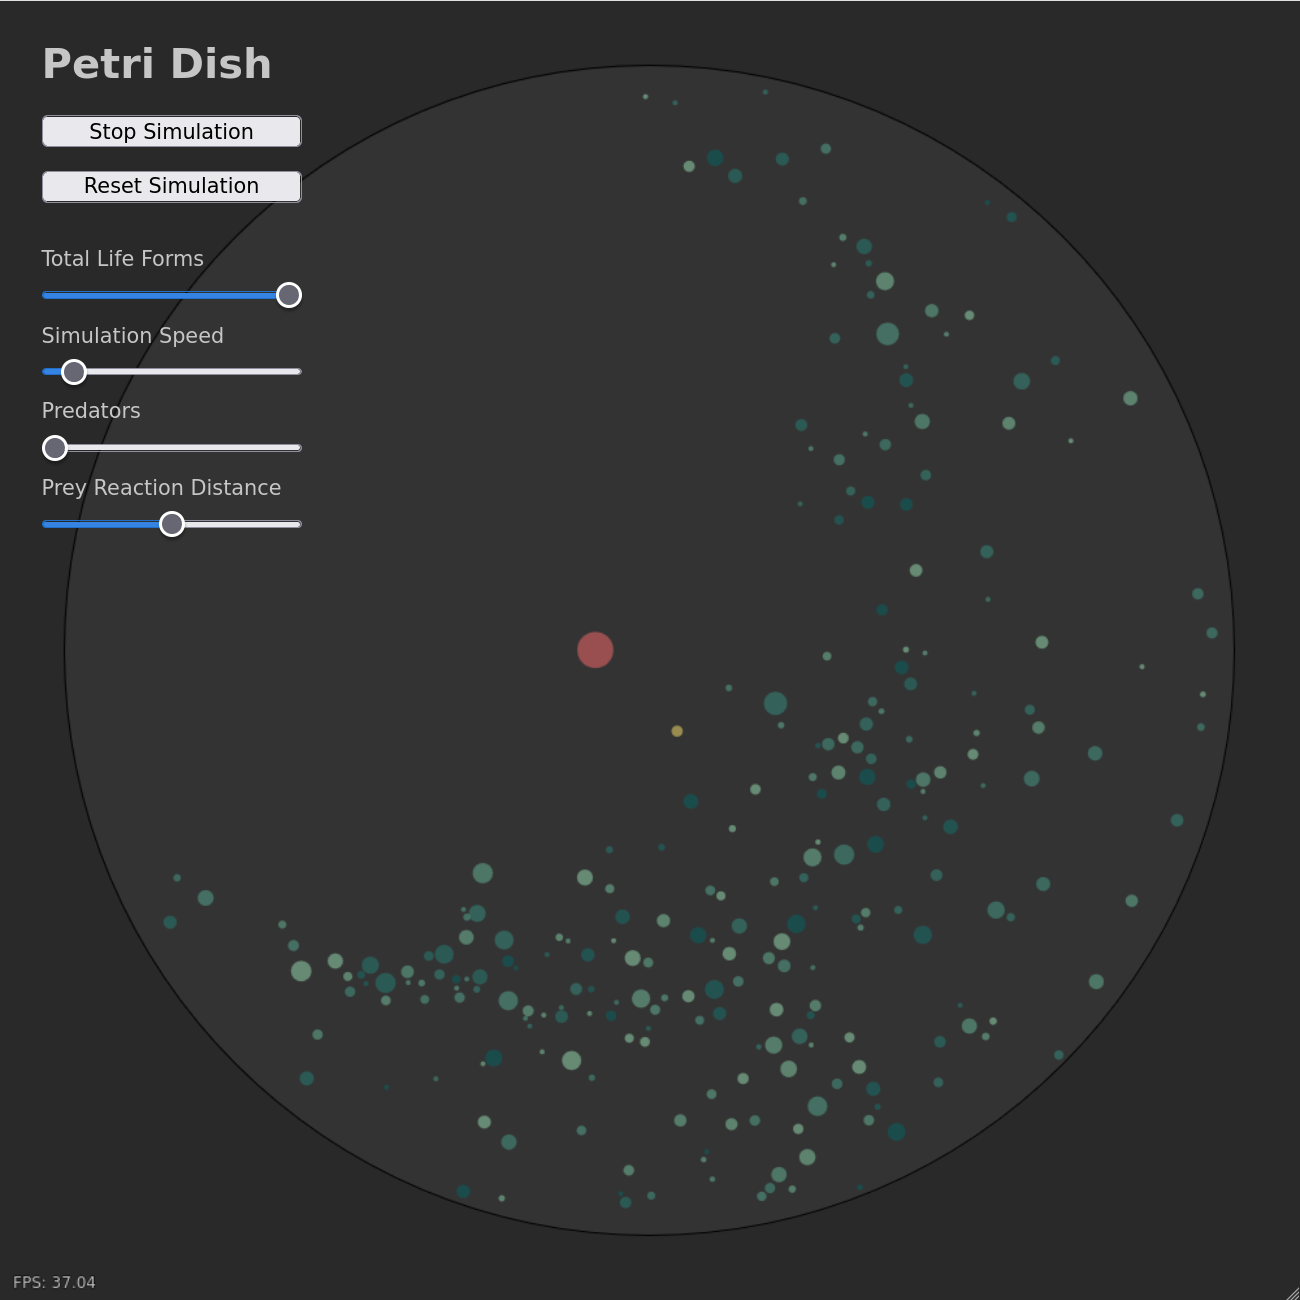 Petri Dish
Stop Simulation
Reset Simulation
Total Life Forms
Simulation Speed
Predators
Prey Reaction Distance
FPS: 37.04